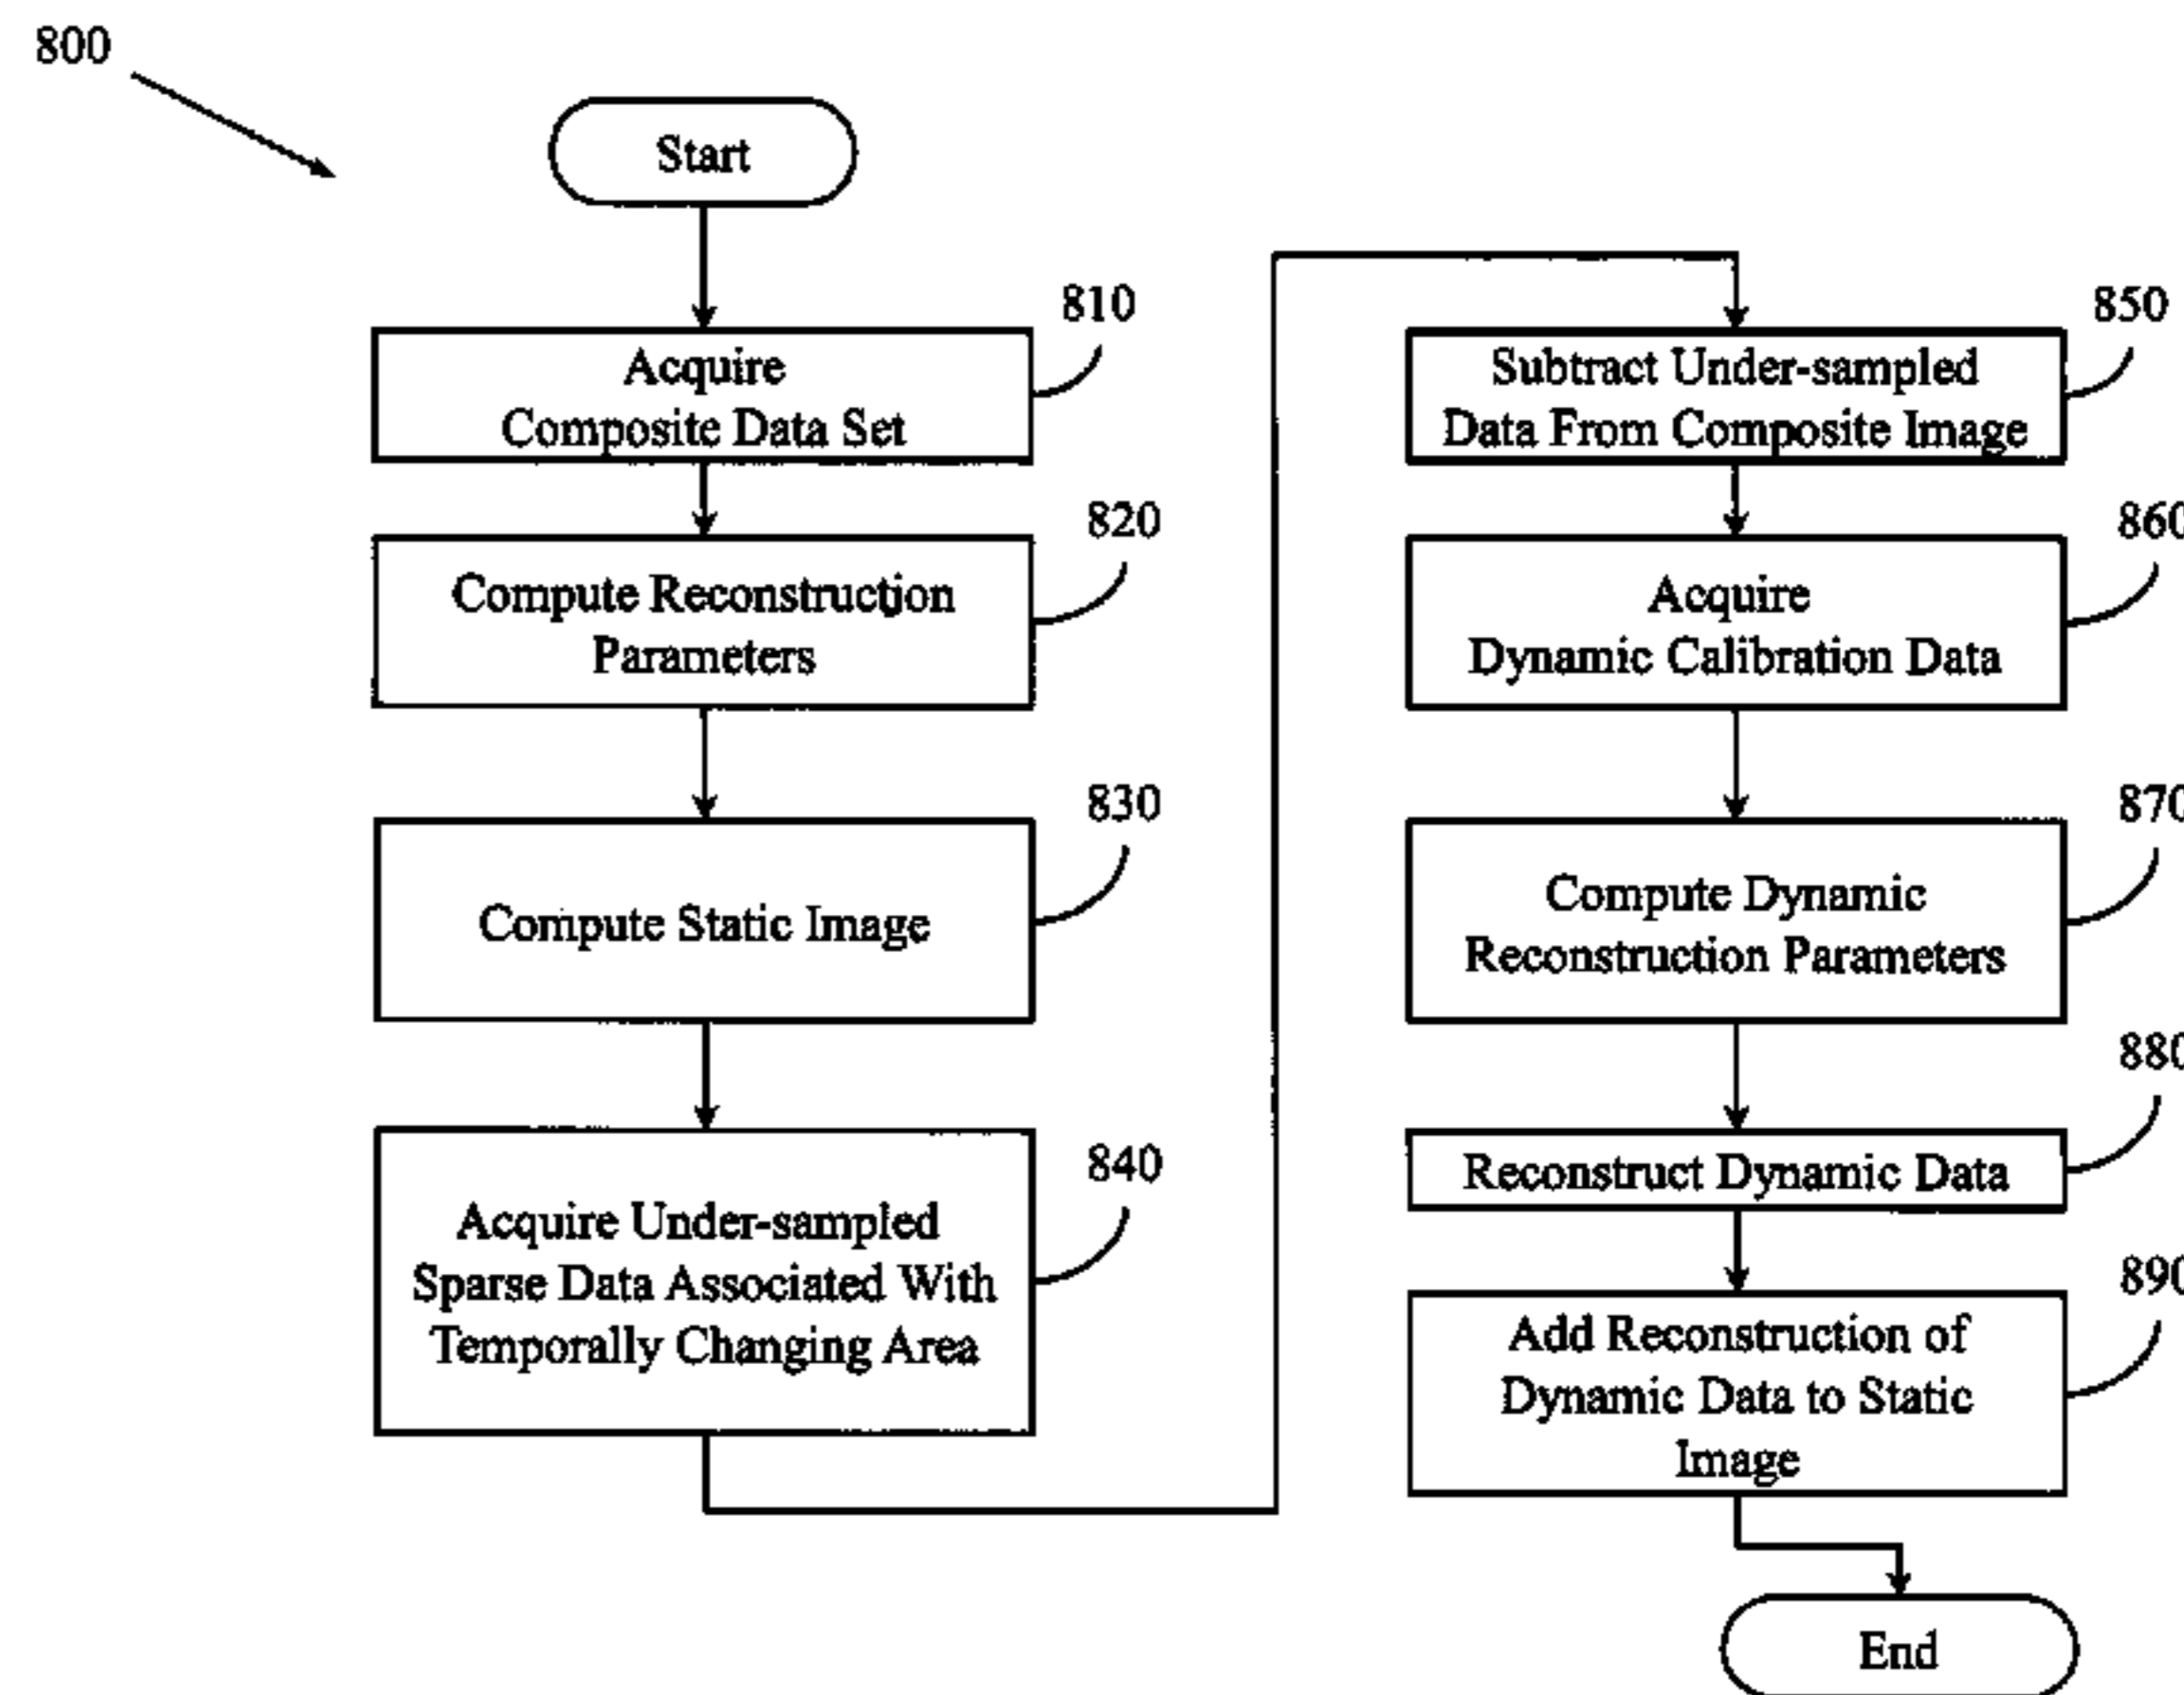 800
Start
810
Acquire
Composite Data Set
820
Compute Reconstruction
Parameters
830
Compute Static Image
840
Acquire Under-sampled
Sparse Data Associated With
Temporally Changing Area
850
Subtract Under-sampled
Data From Composite Image
860
Acquire
Dynamic Calibration Data
870
Compute Dynamic
Reconstruction Parameters
880
Reconstruct Dynamic Data
890
Add Reconstruction of
Dynamic Data to Static
Image
End